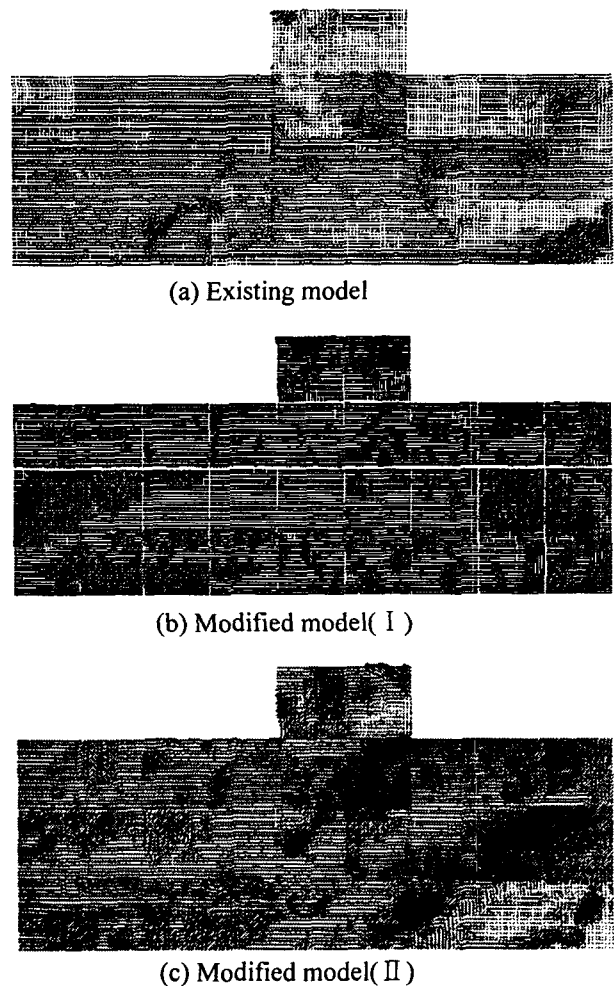 (a) Existing model
(b) Modified model( Ⅰ )
(c) Modified model( Ⅱ )